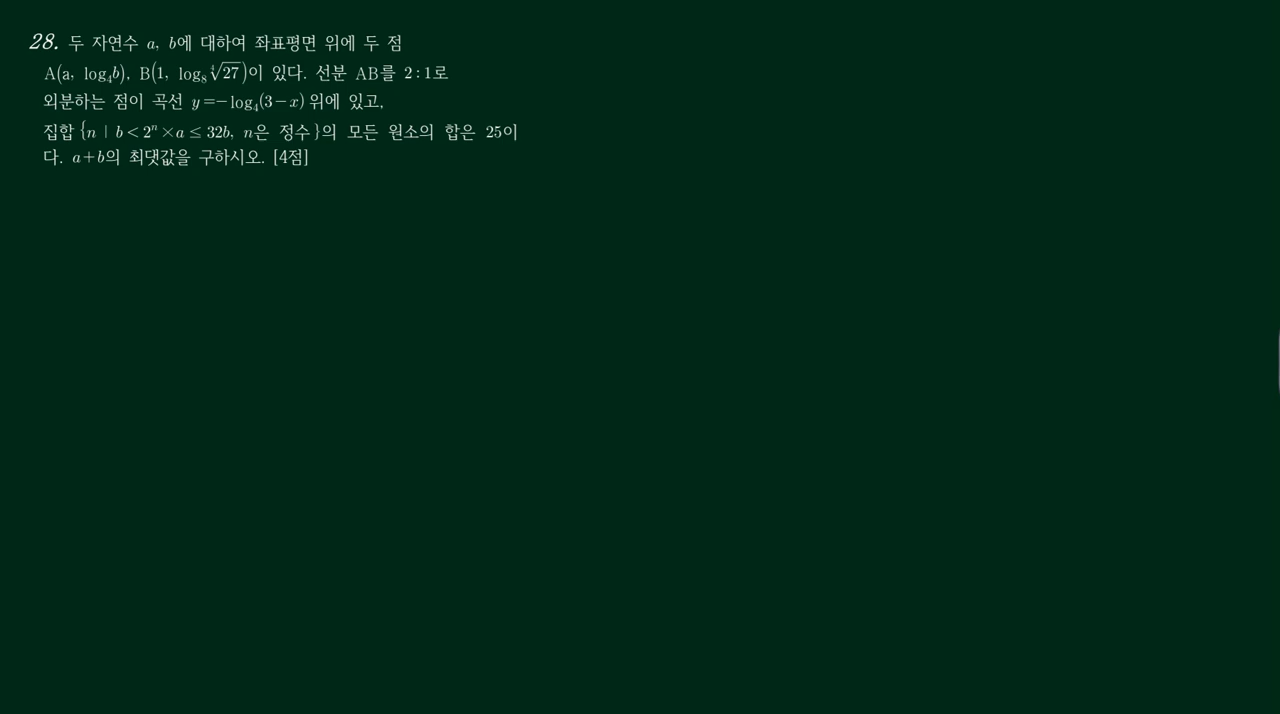 28. 두 자연수 a, b에 대하여 좌표평면 위에 두 점
A(a, log₄b), B(1, log₈∜27)이 있다. 선분 AB를 2:1로
외분하는 점이 곡선 y=−log₄(3−x) 위에 있고,
집합 {n | b<2ⁿ×a≤32b, n은 정수}의 모든 원소의 합은 25이
다. a+b의 최댓값을 구하시오. [4점]